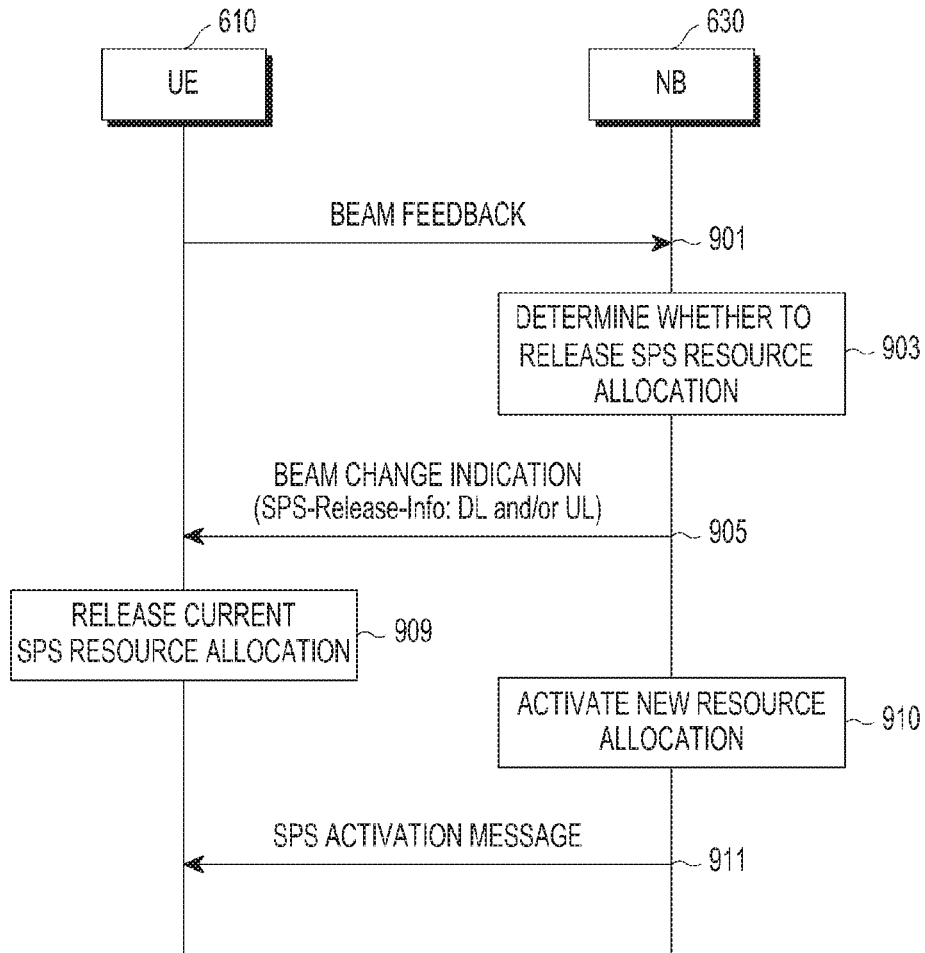 610
630
UE
NB
BEAM FEEDBACK
901
DETERMINE WHETHER TO
RELEASE SPS RESOURCE
ALLOCATION
903
BEAM CHANGE INDICATION
(SPS-Release-Info: DL and/or UL)
905
RELEASE CURRENT
SPS RESOURCE ALLOCATION
909
ACTIVATE NEW RESOURCE
ALLOCATION
910
SPS ACTIVATION MESSAGE
911